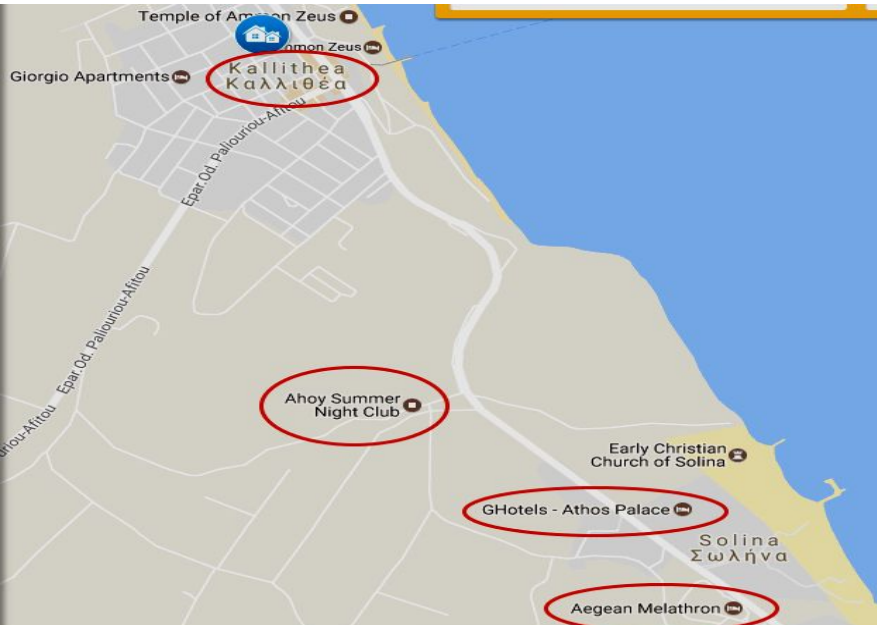 Temple of Ammon Zeus
mmon Zeus
Giorgio Apartments
Kallithea
Καλλιθέα
Epar.Od. Paliouriou-Afitou
Epar.Od. Paliouriou-Afitou
uriou-Afitou
Ahoy Summer
Night Club
Early Christian
Church of Solina
GHotels - Athos Palace
Solina
Σωλήνα
Aegean Melathron